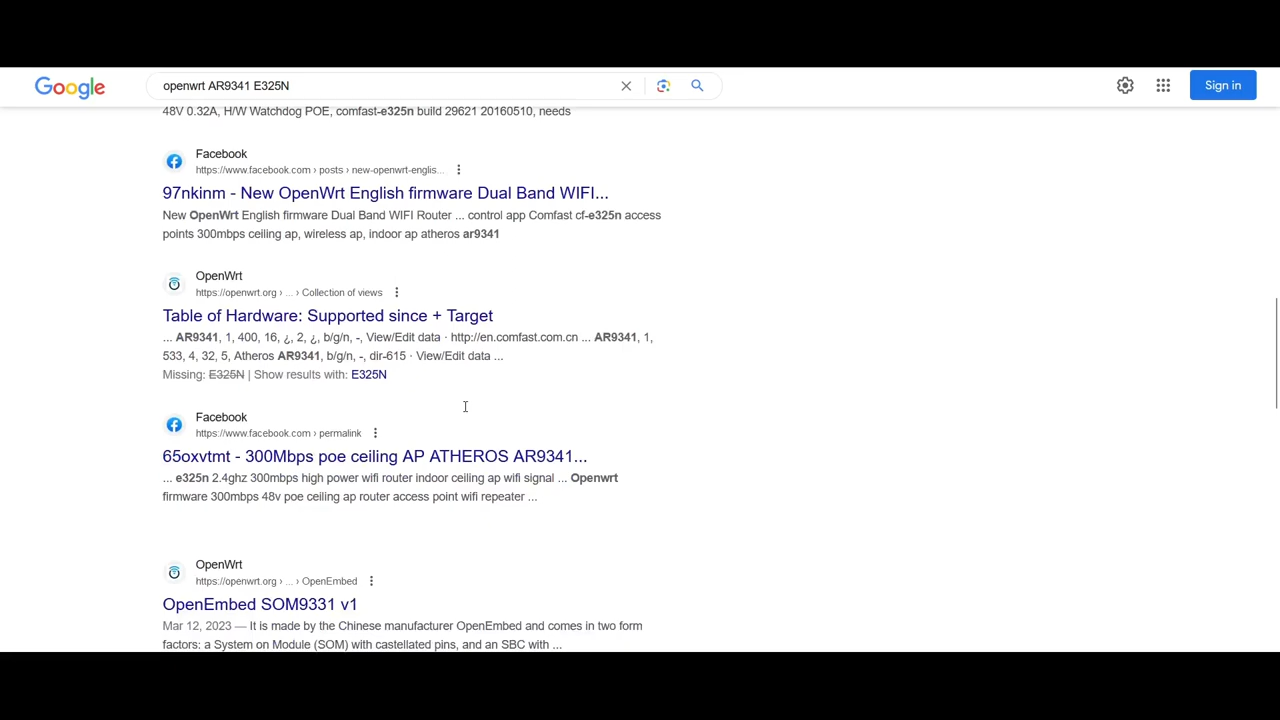 Google
openwrt AR9341 E325N
Sign in
48V 0.32A, H/W Watchdog POE, comfast-e325n build 29621 20160510, needs
Facebook
https://www.facebook.com › posts › new-openwrt-englis...
97nkinm - New OpenWrt English firmware Dual Band WIFI...
New OpenWrt English firmware Dual Band WIFI Router ... control app Comfast cf-e325n access
points 300mbps ceiling ap, wireless ap, indoor ap atheros ar9341
OpenWrt
https://openwrt.org › ... › Collection of views
Table of Hardware: Supported since + Target
... AR9341, 1, 400, 16, ¿, 2, ¿, b/g/n, -, View/Edit data · http://en.comfast.com.cn ... AR9341, 1,
533, 4, 32, 5, Atheros AR9341, b/g/n, -, dir-615 · View/Edit data ...
Missing: E325N | Show results with: E325N
Facebook
https://www.facebook.com › permalink
65oxvtmt - 300Mbps poe ceiling AP ATHEROS AR9341...
... e325n 2.4ghz 300mbps high power wifi router indoor ceiling ap wifi signal ... Openwrt
firmware 300mbps 48v poe ceiling ap router access point wifi repeater ...
OpenWrt
https://openwrt.org › ... › OpenEmbed
OpenEmbed SOM9331 v1
Mar 12, 2023 — It is made by the Chinese manufacturer OpenEmbed and comes in two form
factors: a System on Module (SOM) with castellated pins, and an SBC with ...